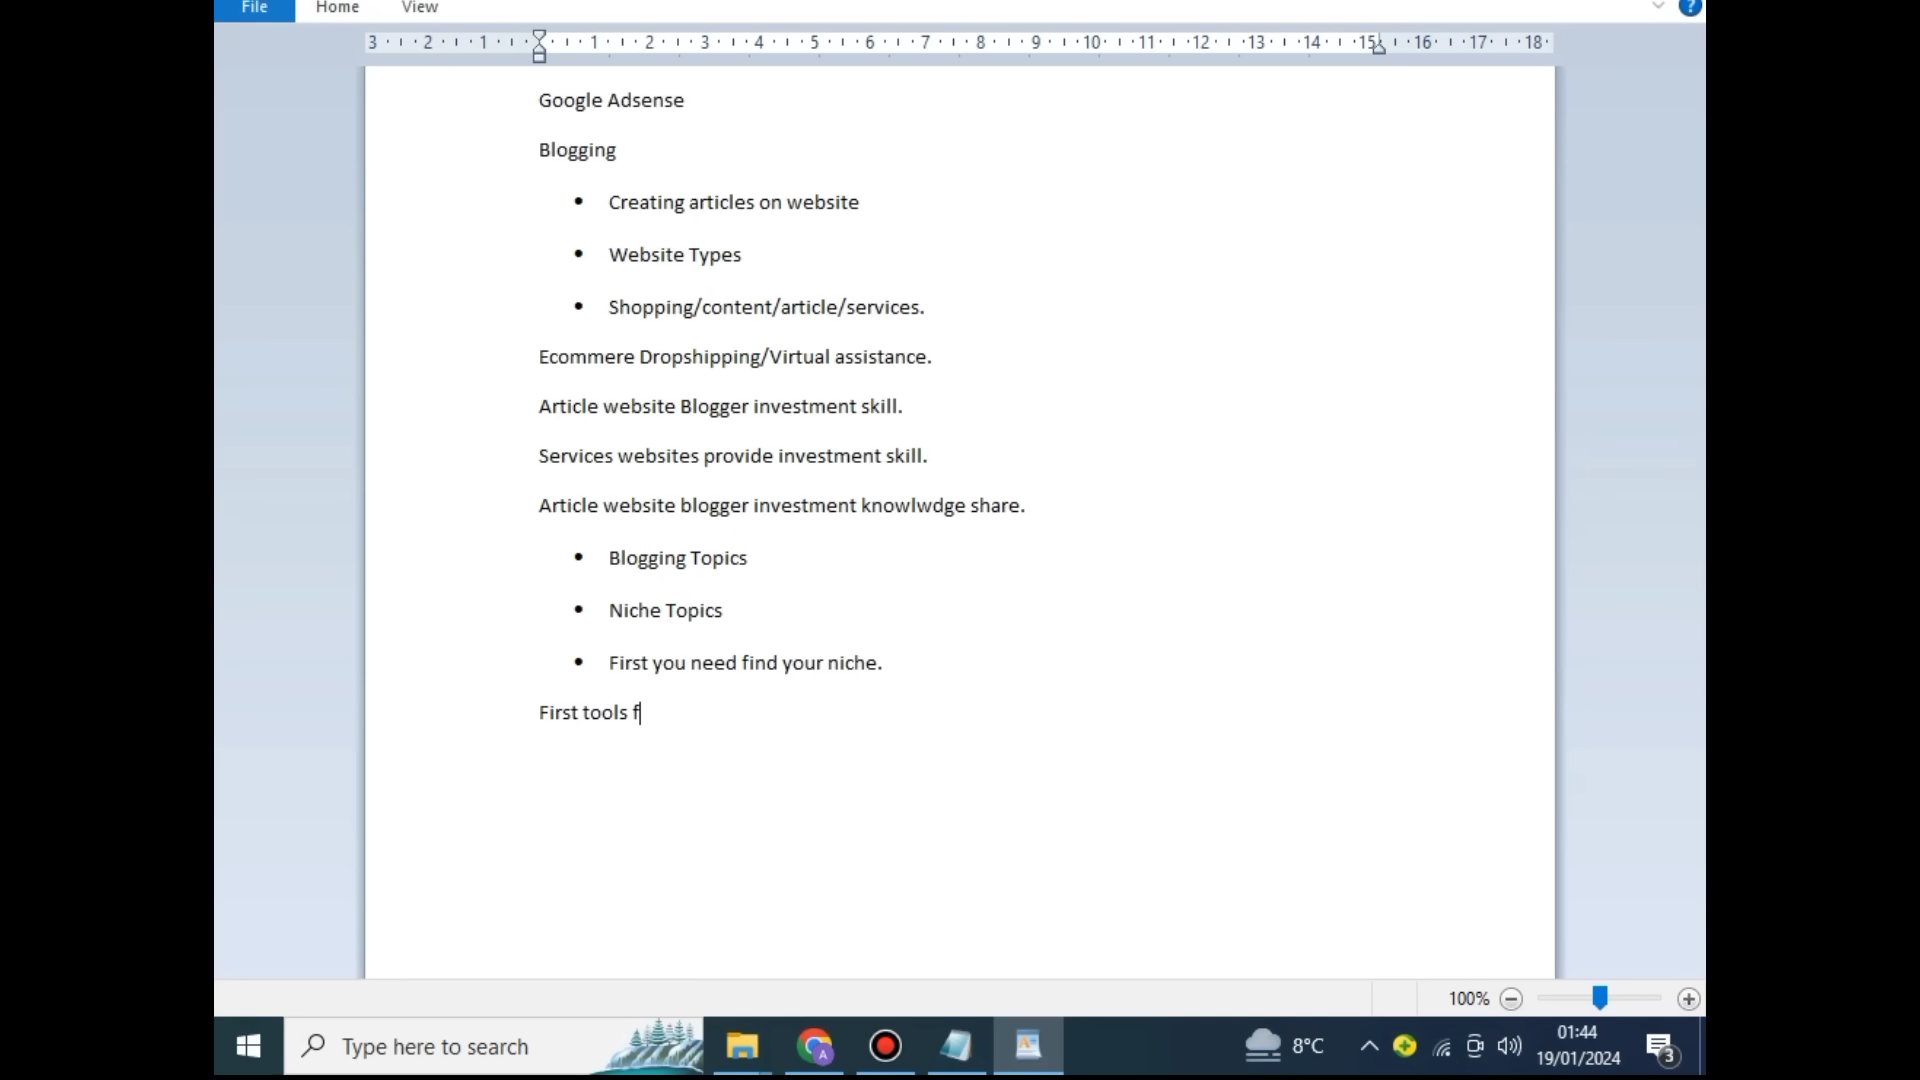 File Home View
3 2 1 1 2 3 4 5 6 7 8 9 10 11 12 13 14 15 16 17 18
Google Adsense
Blogging
• Creating articles on website
• Website Types
• Shopping/content/article/services.
Ecommere Dropshipping/Virtual assistance.
Article website Blogger investment skill.
Services websites provide investment skill.
Article website blogger investment knowlwdge share.
• Blogging Topics
• Niche Topics
• First you need find your niche.
First tools f
100%
Type here to search
A
8°C
01:44
19/01/2024
3